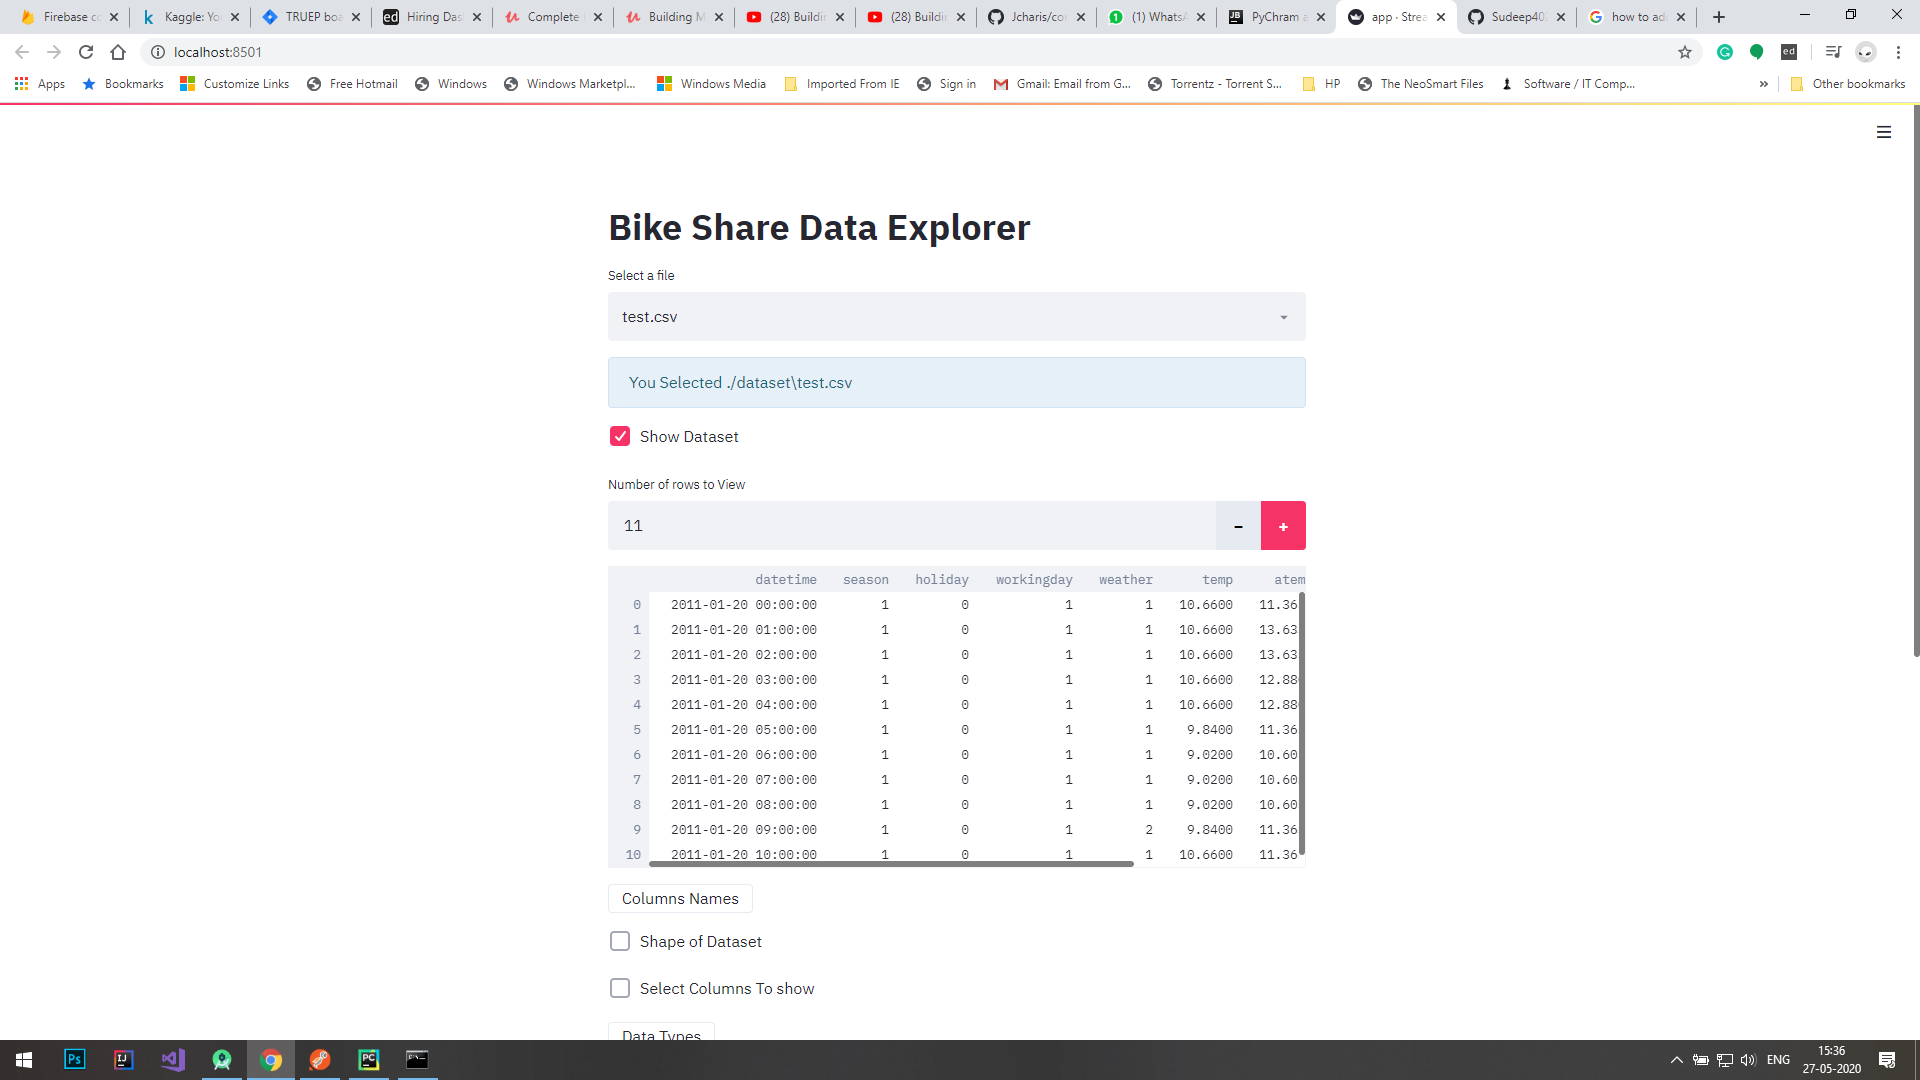 Firebase co
Kaggle: Yo
TRUEP boa
Hiring Das
Complete
Building M
(28) Buildin
(28) Buildin
Jcharis/co
(1) WhatsA
PyChram a
app · Strea
Sudeep40
how to ad
localhost:8501
Apps
Bookmarks
Customize Links
Free Hotmail
Windows
Windows Marketpl...
Windows Media
Imported From IE
Sign in
Gmail: Email from G...
Torrentz - Torrent S...
HP
The NeoSmart Files
Software / IT Comp...
»
Other bookmarks
Bike Share Data Explorer
Select a file
test.csv
You Selected ./dataset\test.csv
Show Dataset
Number of rows to View
11 - +
datetime season holiday workingday weather temp atem
0 2011-01-20 00:00:00 1 0 1 1 10.6600 11.36
1 2011-01-20 01:00:00 1 0 1 1 10.6600 13.63
2 2011-01-20 02:00:00 1 0 1 1 10.6600 13.63
3 2011-01-20 03:00:00 1 0 1 1 10.6600 12.88
4 2011-01-20 04:00:00 1 0 1 1 10.6600 12.88
5 2011-01-20 05:00:00 1 0 1 1 9.8400 11.36
6 2011-01-20 06:00:00 1 0 1 1 9.0200 10.60
7 2011-01-20 07:00:00 1 0 1 1 9.0200 10.60
8 2011-01-20 08:00:00 1 0 1 1 9.0200 10.60
9 2011-01-20 09:00:00 1 0 1 2 9.8400 11.36
10 2011-01-20 10:00:00 1 0 1 1 10.6600 11.36
Columns Names
Shape of Dataset
Select Columns To show
Data Types
ENG
15:36
27-05-2020